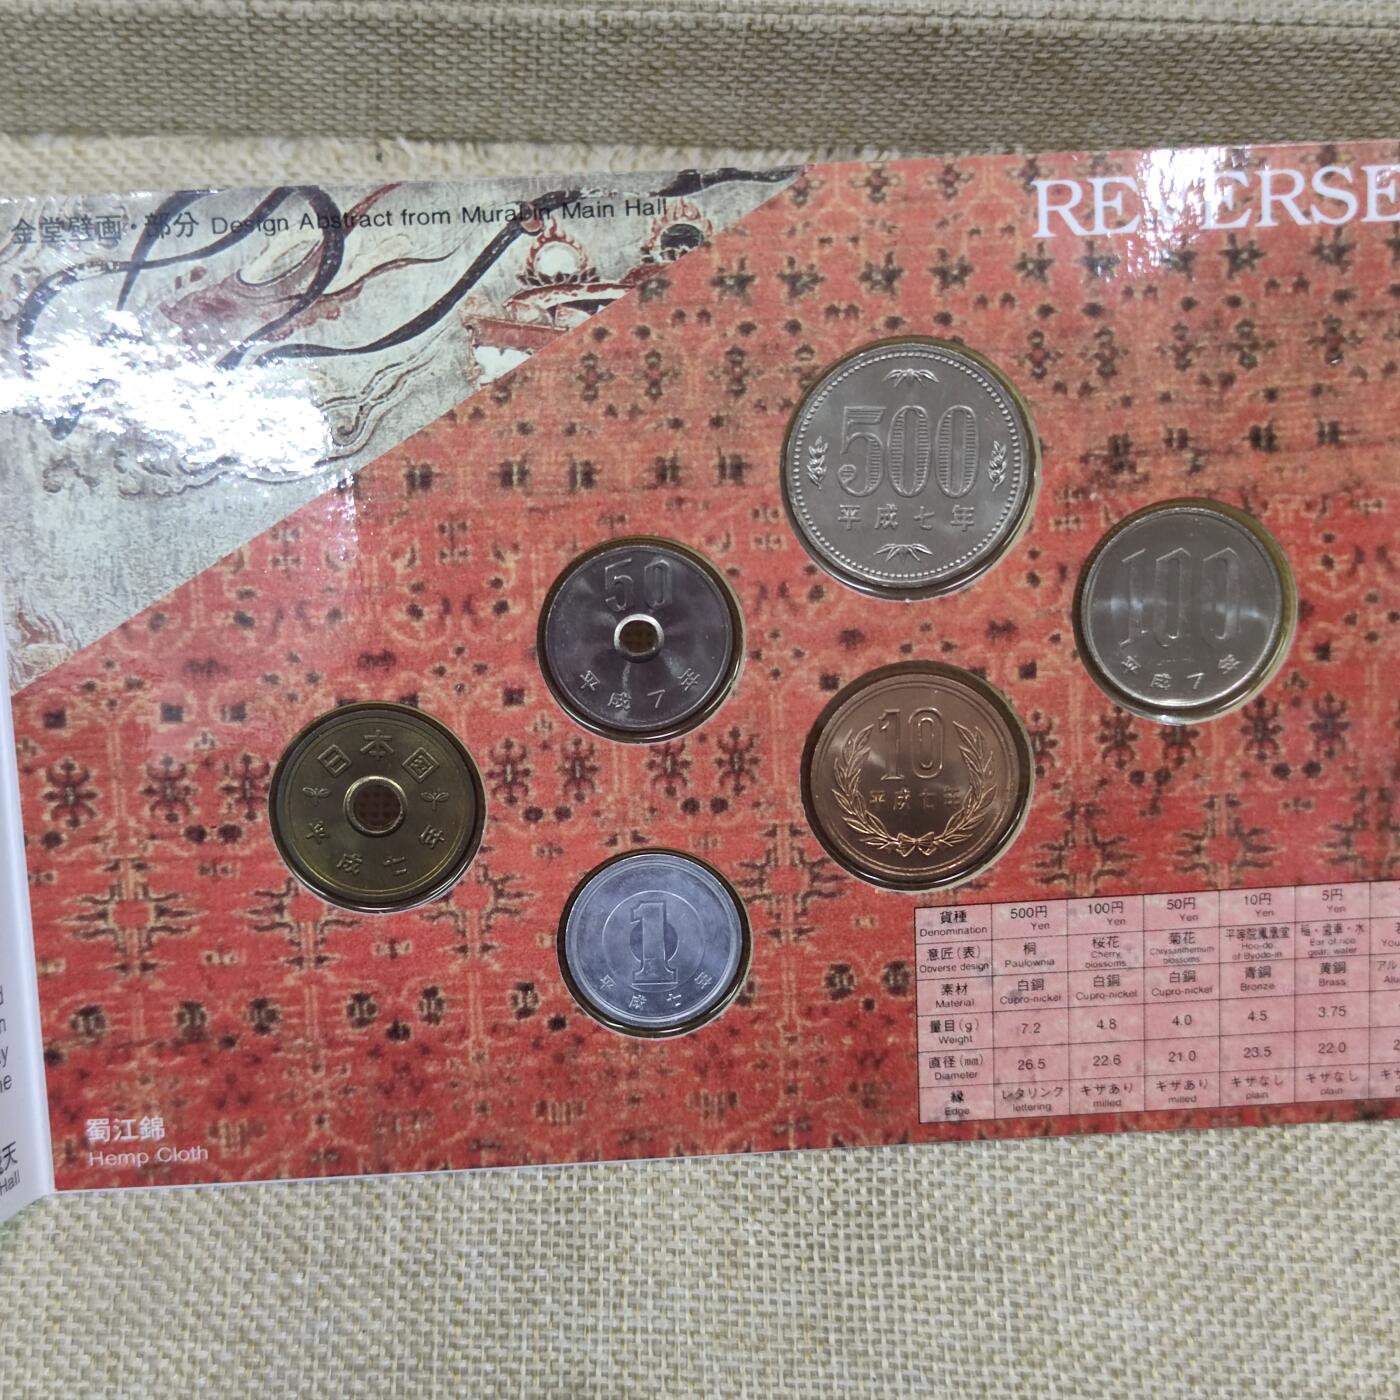 金堂壁画・部分 Design Abstract from Murabin Main Hall
REVERSE
500
平成七年
50
平成7年
100
平成7年
日本国
平成七年
10
平成七年
1
平成七年
貨種 Denomination 500円 Yen 100円 Yen 50円 Yen 10円 Yen 5円 Yen
意匠(表) Obverse design 桐 Paulownia 桜花 Cherry blossoms 菊花 Chrysanthemum blossoms 平等院鳳凰堂 Hoo-do of Byodo-in 稲・歯車・水 Ear of rice gear, water
素材 Material 白銅 Cupro-nickel 白銅 Cupro-nickel 白銅 Cupro-nickel 青銅 Bronze 黄銅 Brass
量目(g) Weight 7.2 4.8 4.0 4.5 3.75
直径(mm) Diameter 26.5 22.6 21.0 23.5 22.0
縁 Edge レタリング lettering キザあり milled キザあり milled キザなし plain キザなし plain
蜀江錦
Hemp Cloth
天
Hall